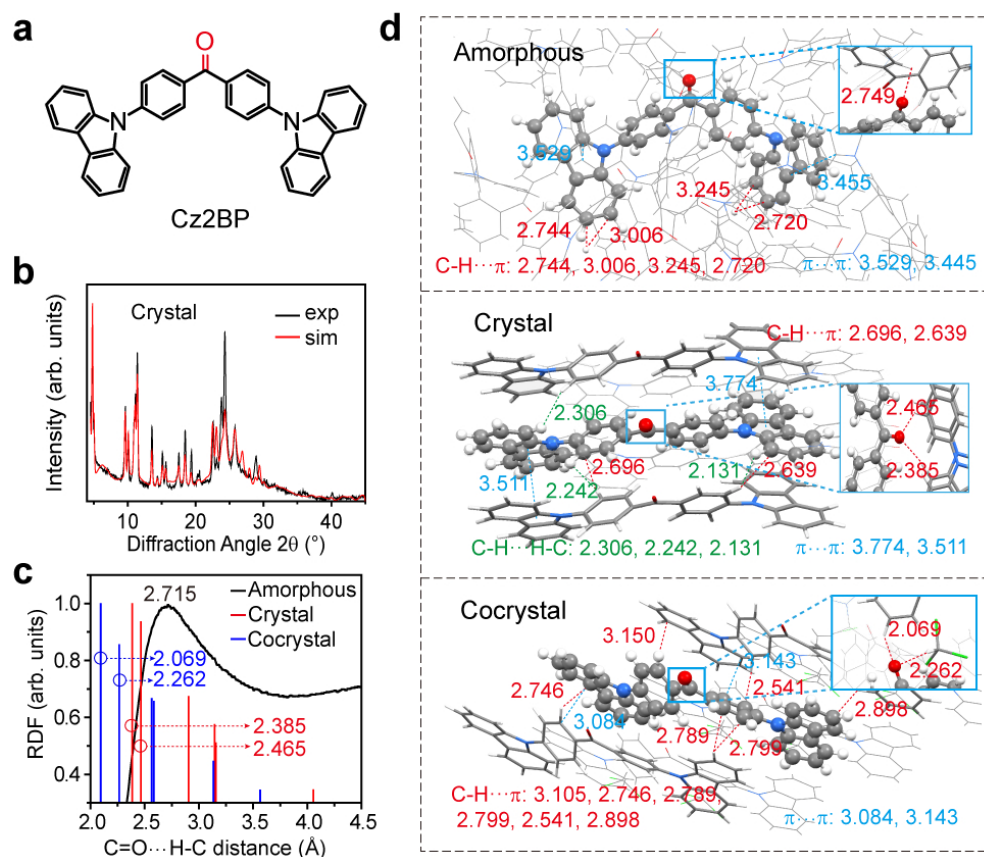 a
O
N
N
Cz2BP
b
Crystal
exp
sim
Intensity (arb. units)
10
20
30
40
Diffraction Angle 2θ (°)
c
2.715
Amorphous
Crystal
Cocrystal
1.0
0.8
0.6
0.4
2.069
2.262
2.385
2.465
RDF (arb. units)
2.0
2.5
3.0
3.5
4.0
4.5
C=O···H-C distance (Å)
d
Amorphous
2.749
3.529
3.455
3.245
2.720
2.744
3.006
C-H···π: 2.744, 3.006, 3.245, 2.720
π···π: 3.529, 3.445
Crystal
C-H···π: 2.696, 2.639
3.774
2.306
2.465
2.385
2.696
2.131
2.639
3.511
2.242
C-H···H-C: 2.306, 2.242, 2.131
π···π: 3.774, 3.511
Cocrystal
3.150
2.069
2.262
3.143
2.541
2.746
2.898
3.084
2.789
2.799
C-H···π: 3.105, 2.746, 2.789,
2.799, 2.541, 2.898
π···π: 3.084, 3.143